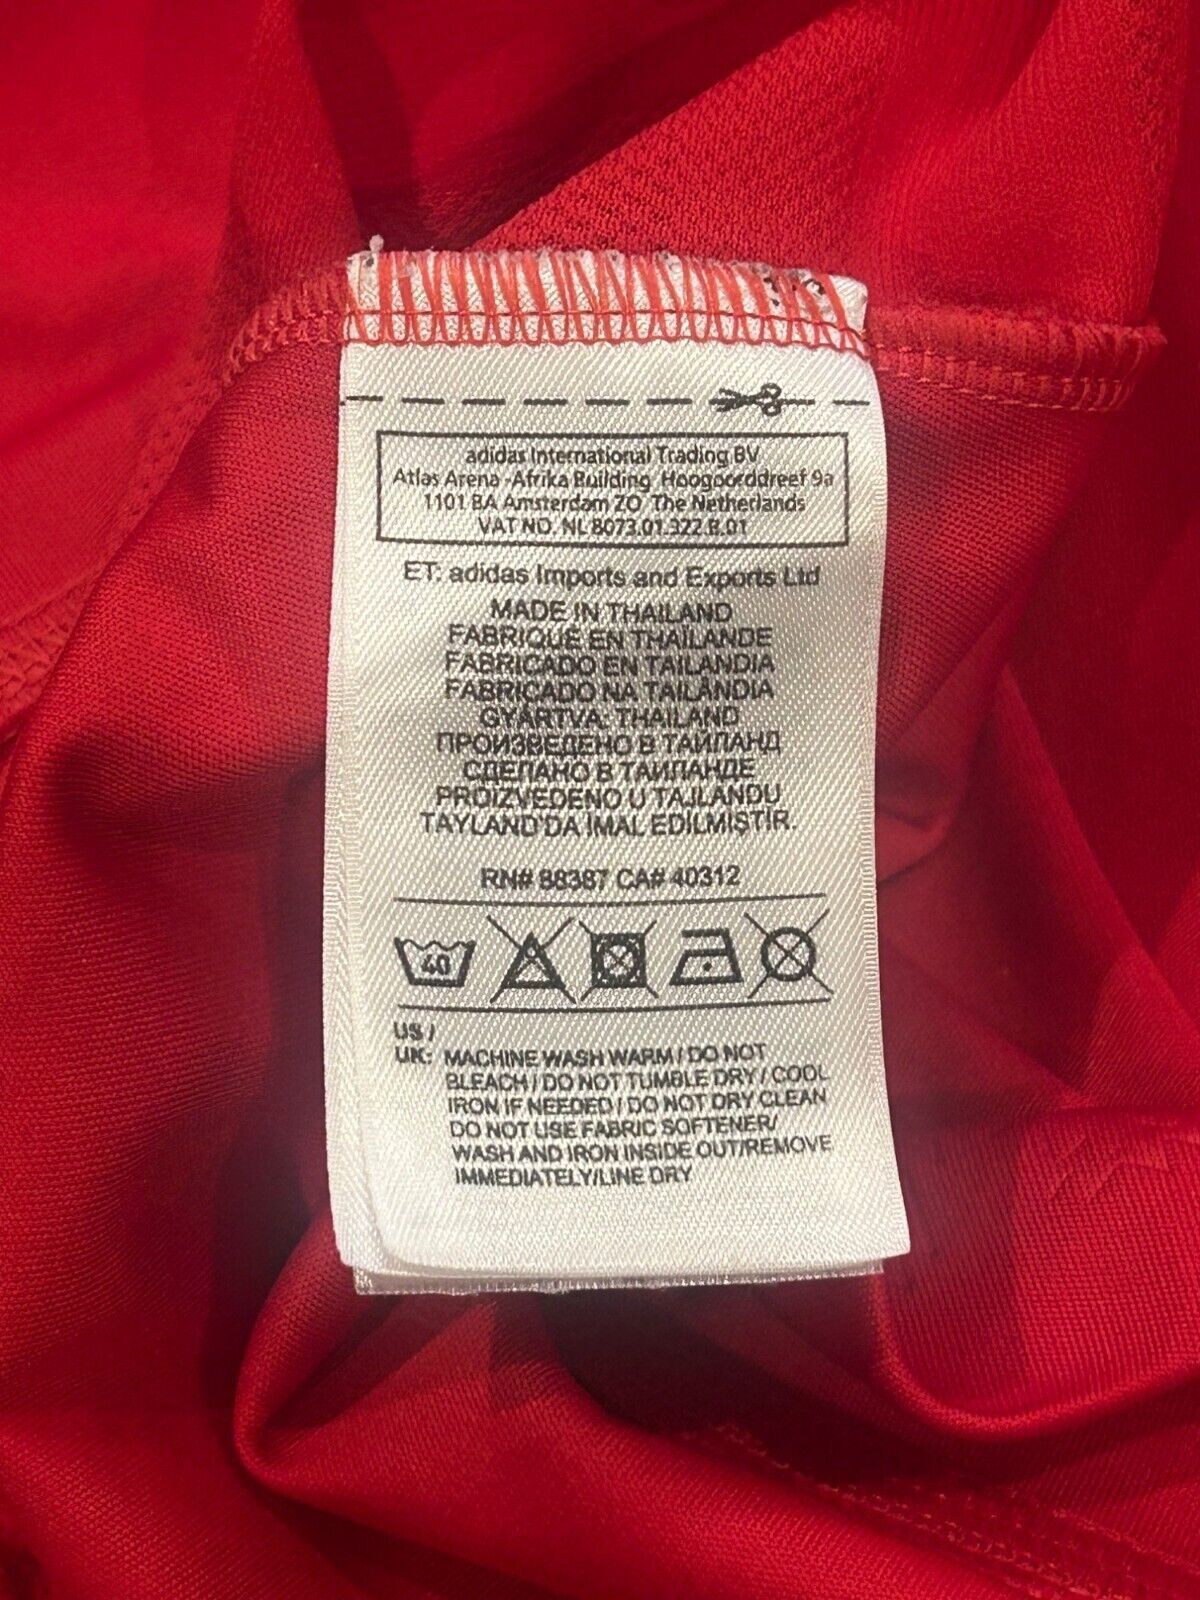 adidas International Trading BV
Atlas Arena -Afrika Building Hoogoorddreef 9a
1101 BA Amsterdam ZO The Netherlands
VAT NO. NL 8073.01.322.B.01
ET: adidas Imports and Exports Ltd
MADE IN THAILAND
FABRIQUÉ EN THAÏLANDE
FABRICADO EN TAILANDIA
FABRICADO NA TAILÂNDIA
GYÁRTVA: THAILAND
ПРОИЗВЕДЕНО В ТАЙЛАНД
СДЕЛАНО В ТАИЛАНДЕ
PROIZVEDENO U TAJLANDU
TAYLAND'DA İMAL EDİLMİŞTİR.
RN# 88387 CA# 40312
40
US /
UK: MACHINE WASH WARM / DO NOT
BLEACH / DO NOT TUMBLE DRY / COOL
IRON IF NEEDED / DO NOT DRY CLEAN
DO NOT USE FABRIC SOFTENER/
WASH AND IRON INSIDE OUT/REMOVE
IMMEDIATELY/LINE DRY